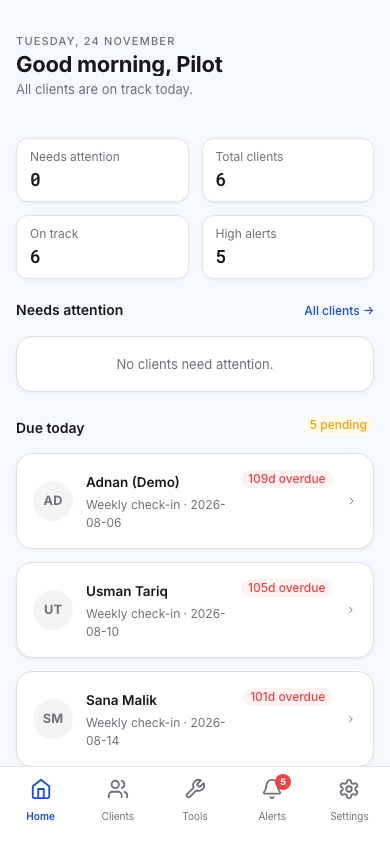 TUESDAY, 24 NOVEMBER
Good morning, Pilot
All clients are on track today.
Needs attention
0
Total clients
6
On track
6
High alerts
5
Needs attention
All clients →
No clients need attention.
Due today
5 pending
AD
Adnan (Demo)
109d overdue
Weekly check-in · 2026-
08-06
UT
Usman Tariq
105d overdue
Weekly check-in · 2026-
08-10
SM
Sana Malik
101d overdue
Weekly check-in · 2026-
08-14
5
Home
Clients
Tools
Alerts
Settings